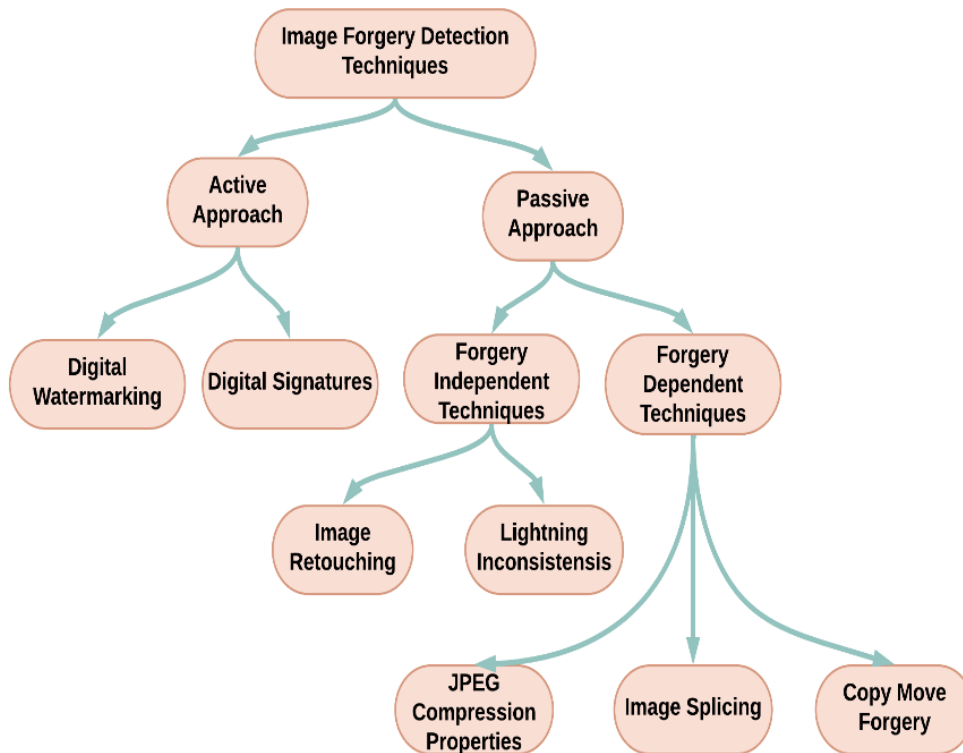 Image Forgery Detection
Techniques
Active
Approach
Passive
Approach
Digital
Watermarking
Digital Signatures
Forgery
Independent
Techniques
Forgery
Dependent
Techniques
Image
Retouching
Lightning
Inconsistensis
JPEG
Compression
Properties
Image Splicing
Copy Move
Forgery